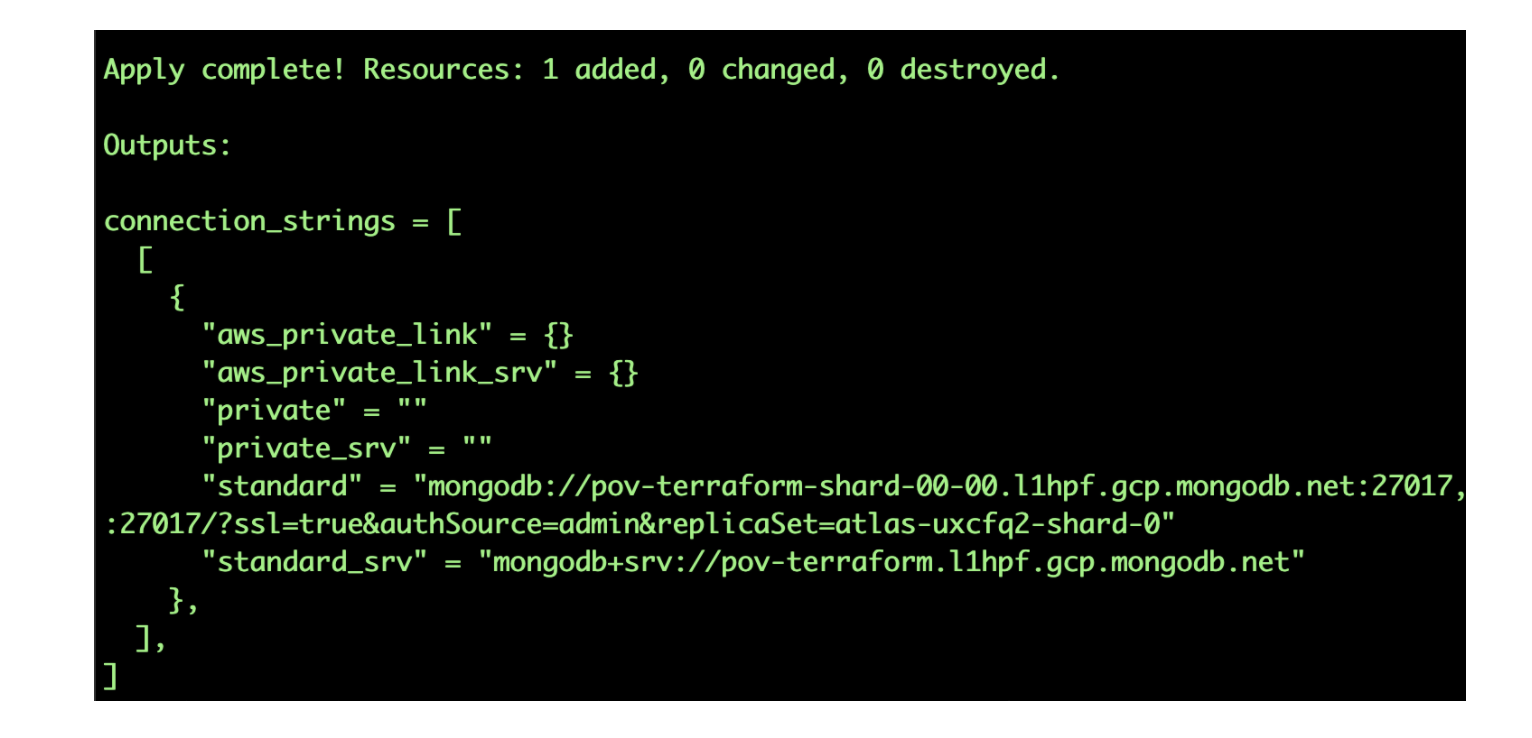 Apply complete! Resources: 1 added, 0 changed, 0 destroyed.
Outputs:
connection_strings = [
  [
    {
      "aws_private_link" = {}
      "aws_private_link_srv" = {}
      "private" = ""
      "private_srv" = ""
      "standard" = "mongodb://pov-terraform-shard-00-00.l1hpf.gcp.mongodb.net:27017,
:27017/?ssl=true&authSource=admin&replicaSet=atlas-uxcfq2-shard-0"
      "standard_srv" = "mongodb+srv://pov-terraform.l1hpf.gcp.mongodb.net"
    },
  ],
]